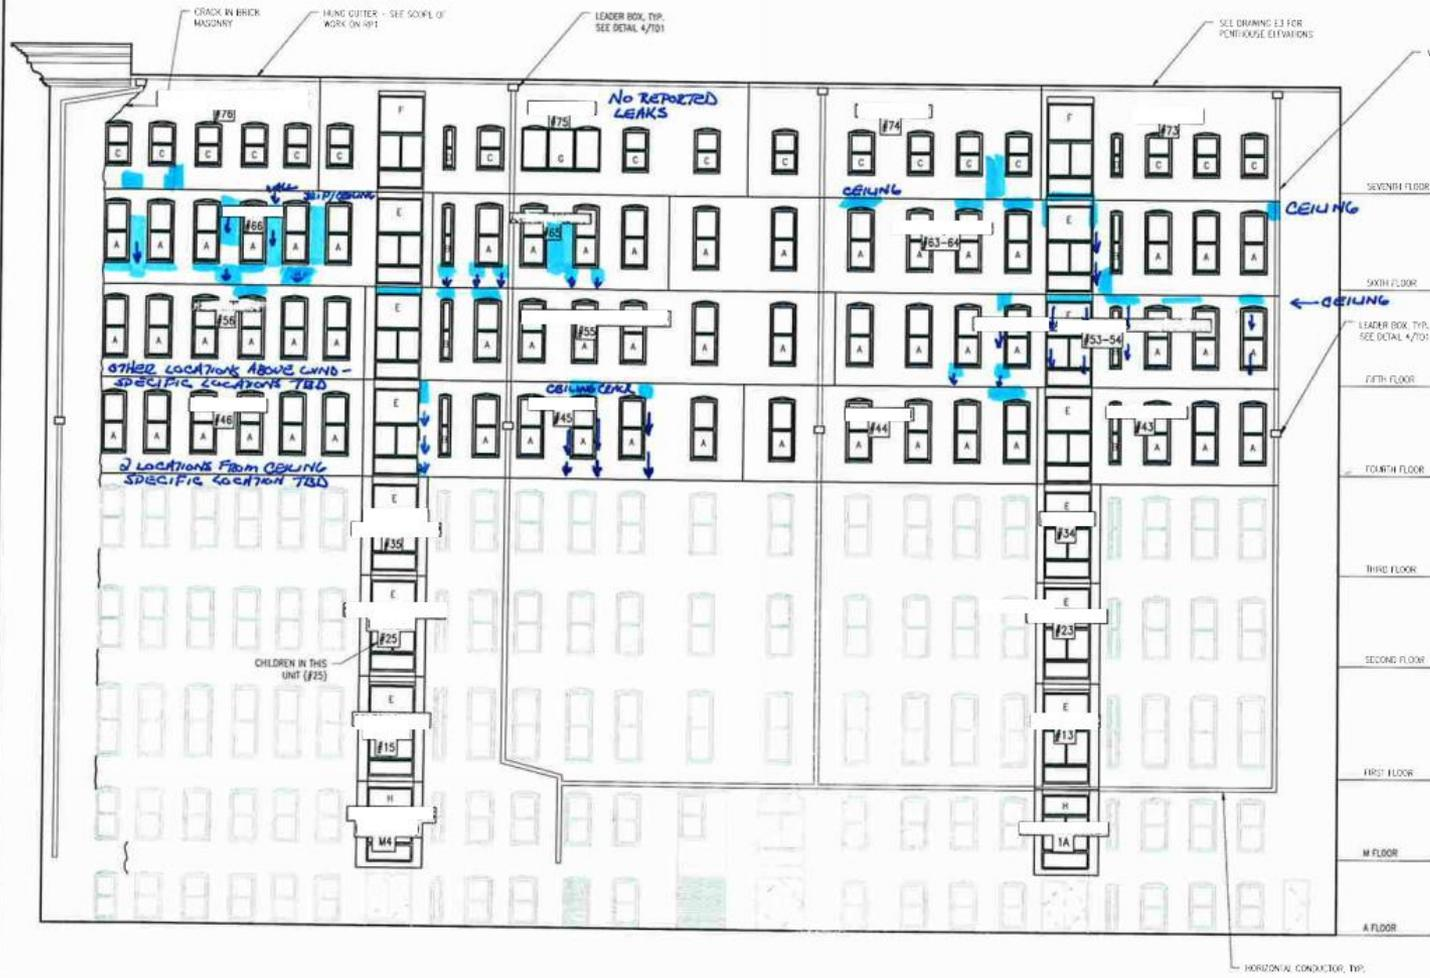 CRACK IN BRICK
MASONRY
HUNG GUTTER - SEE SCOPE OF
WORK ON RP1
LEADER BOX, TYP.
SEE DETAIL 4/T01
SEE DRAWING E3 FOR
PENTHOUSE ELEVATIONS
NO REPORTED
LEAKS
#76
#75
#74
#73
F
F
C C C C C C C G C C C C C C C C C C
SEVENTH FLOOR
WALL
CEILING
CEILING
#66
#65
#63-64
E
E
A A A A A A B A A A A A A A A A A B A A A
SIXTH FLOOR
CEILING
#56
#55
#53-54
E
E
LEADER BOX, TYP.
SEE DETAIL 4/T01
OTHER LOCATIONS ABOVE WIND-
SPECIFIC LOCATIONS TBD
CEILING CRACK
FIFTH FLOOR
#46
#45
#44
#43
E
E
2 LOCATIONS FROM CEILING
SPECIFIC LOCATION TBD
FOURTH FLOOR
E
E
#35
#34
THIRD FLOOR
E
E
#25
#23
CHILDREN IN THIS
UNIT (#25)
SECOND FLOOR
E
E
#15
#13
FIRST FLOOR
H
H
M4
1A
M FLOOR
A FLOOR
HORIZONTAL CONDUCTOR, TYP.